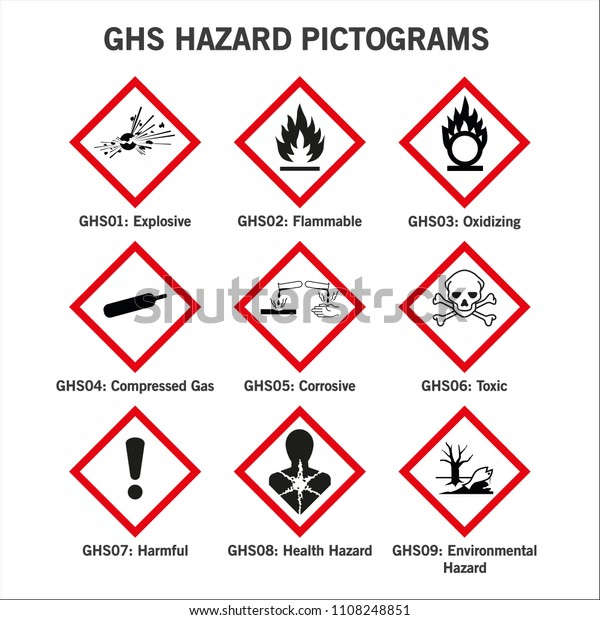 GHS HAZARD PICTOGRAMS
GHS01: Explosive
GHS02: Flammable
GHS03: Oxidizing
GHS04: Compressed Gas
GHS05: Corrosive
GHS06: Toxic
GHS07: Harmful
GHS08: Health Hazard
GHS09: Environmental
Hazard
shutterstock
www.shutterstock.com · 1108248851